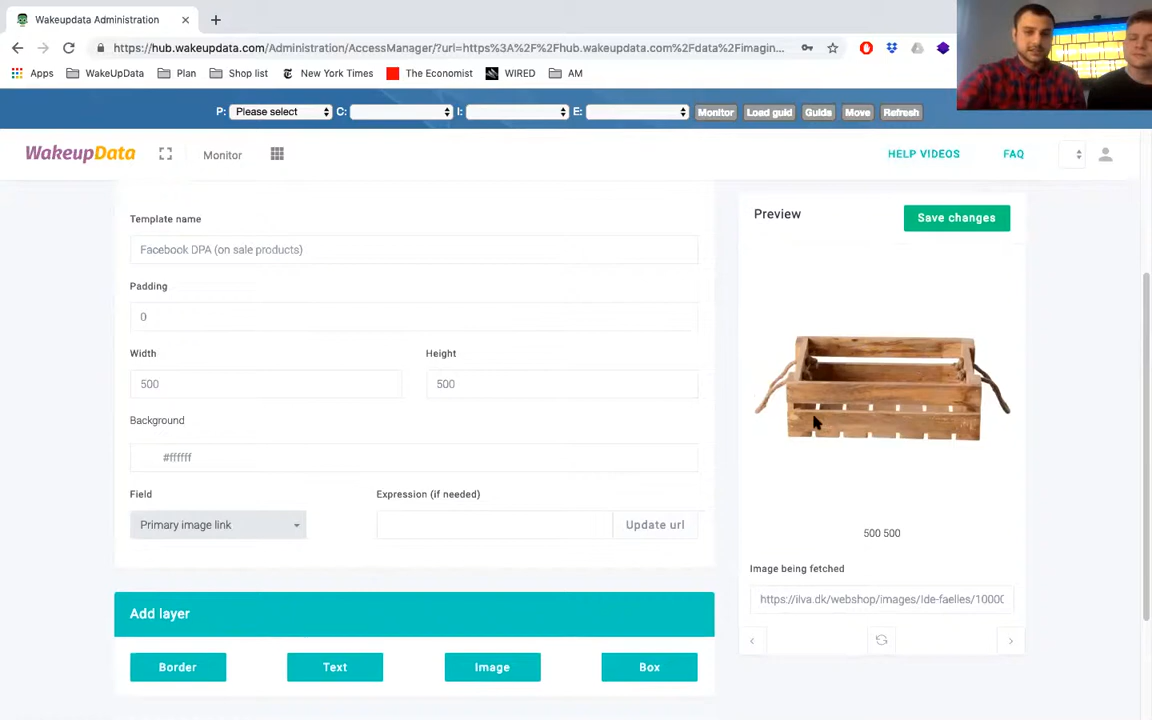 Wakeupdata Administration
https://hub.wakeupdata.com/Administration/AccessManager/?url=https%3A%2F%2Fhub.wakeupdata.com%2Fdata%2Fimagin...
Apps WakeUpData Plan Shop list New York Times The Economist WIRED AM
P: Please select C: I: E: Monitor Load guid Guids Move Refresh
WakeupData Monitor HELP VIDEOS FAQ
Template name
Facebook DPA (on sale products)
Padding
0
Width Height
500 500
Background
#ffffff
Field Expression (if needed)
Primary image link Update url
Add layer
Border Text Image Box
Preview Save changes
500 500
Image being fetched
https://ilva.dk/webshop/images/Ide-faelles/1000